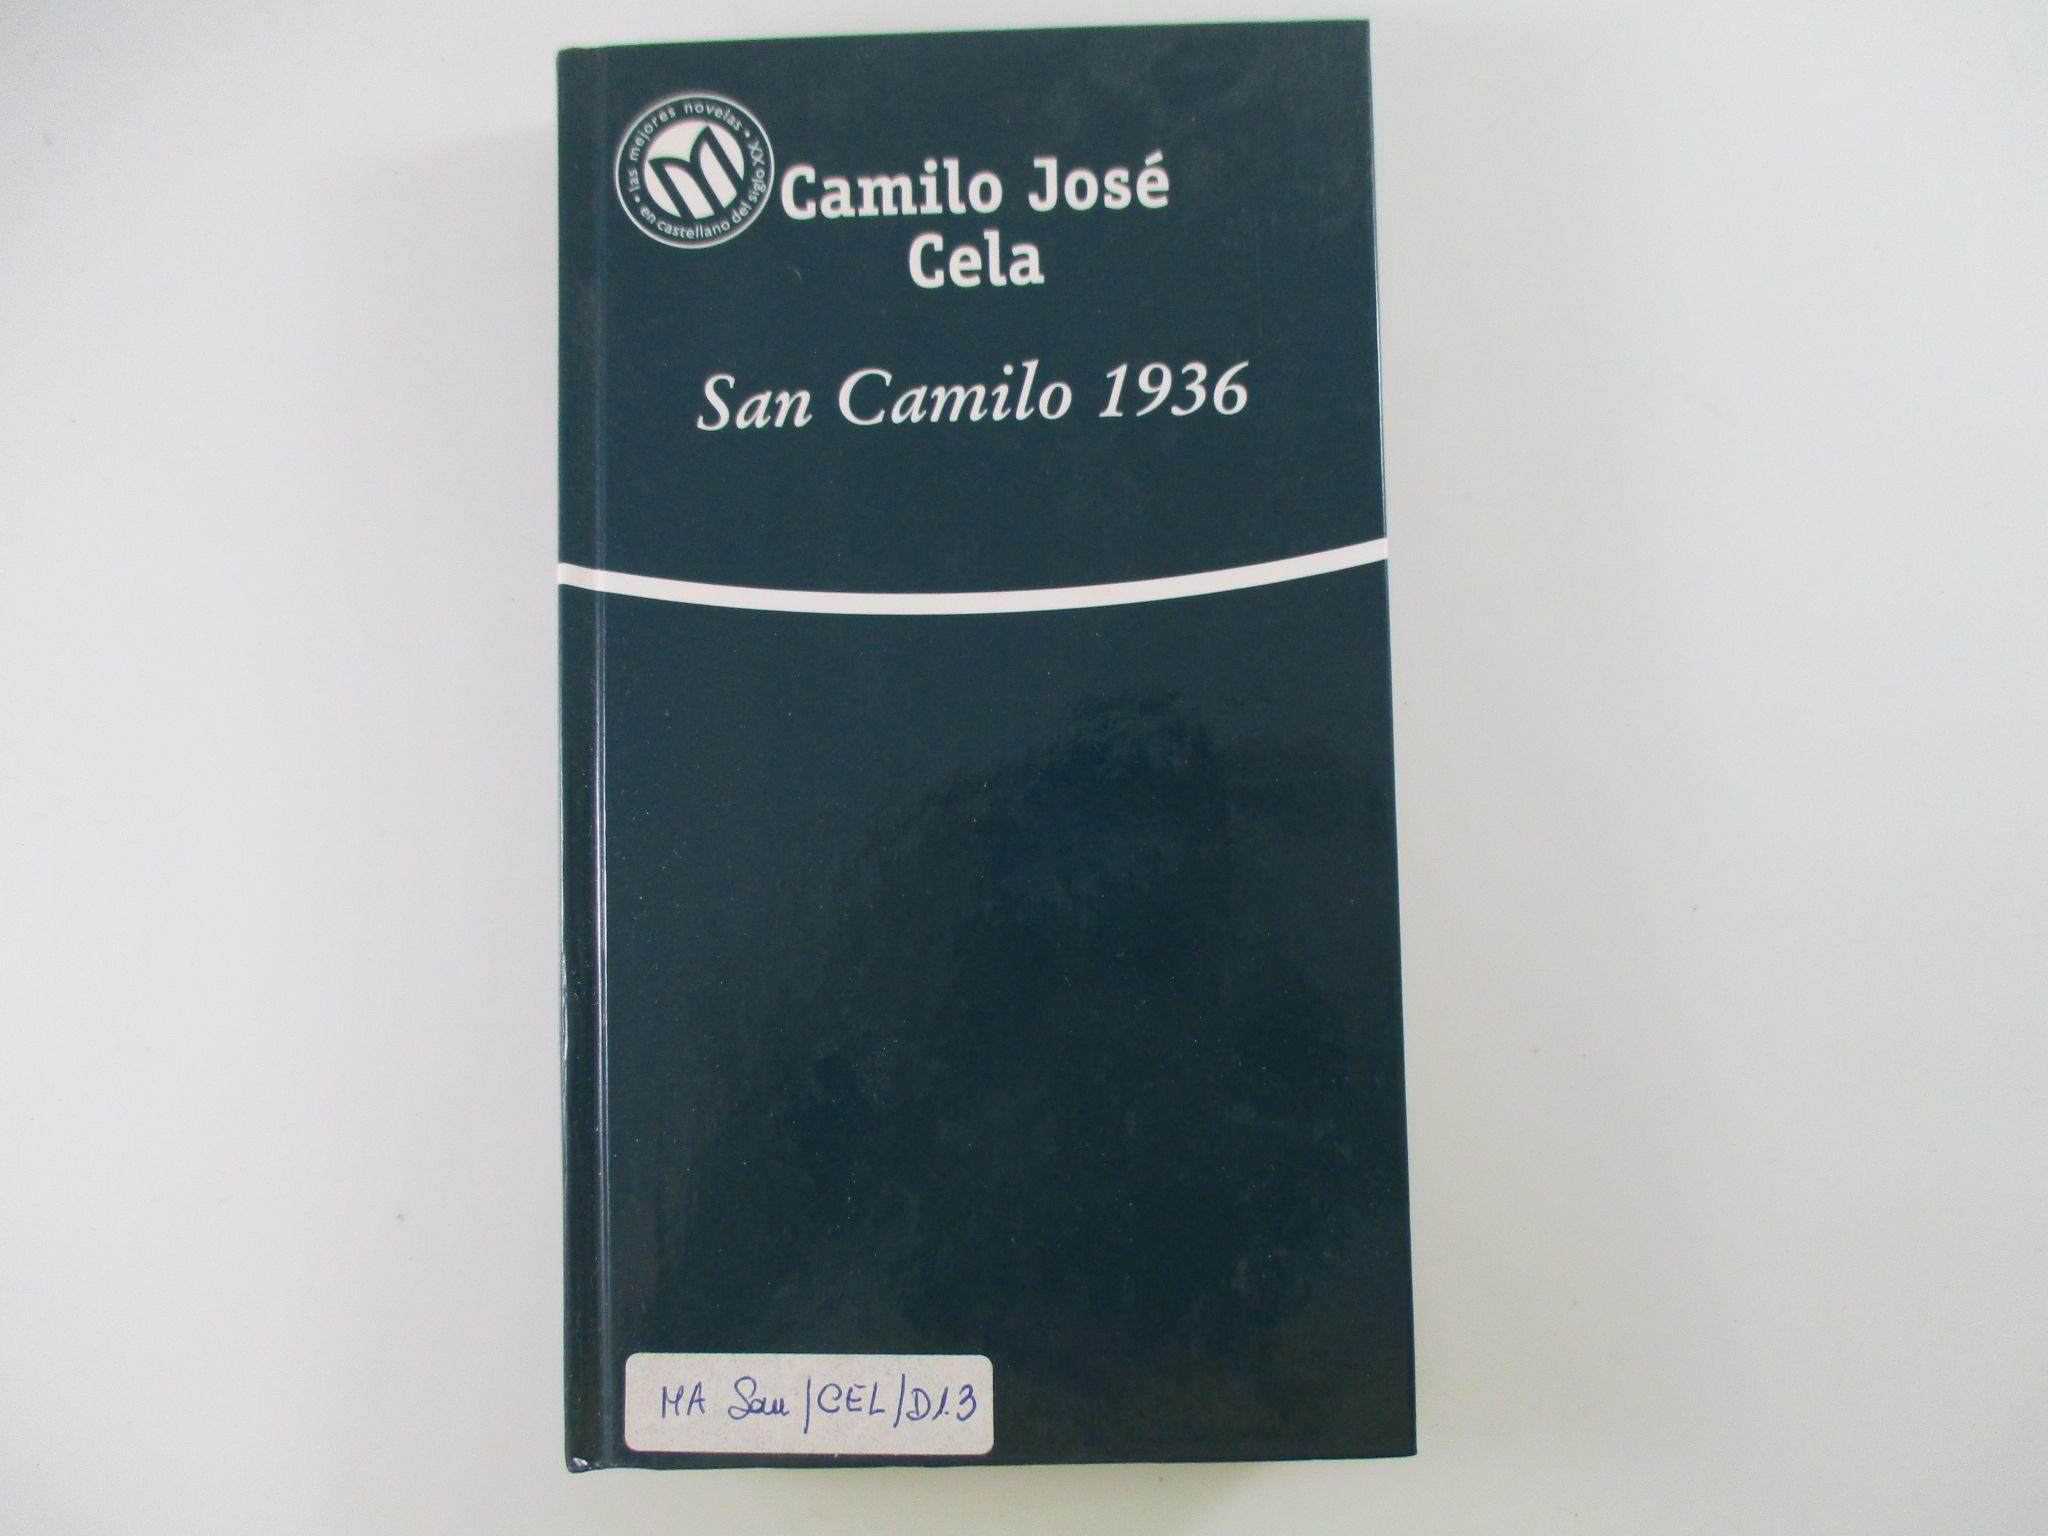 · las mejores novelas · en castellano del siglo XX
Camilo José
Cela
San Camilo 1936
MA San/CEL/D1.3